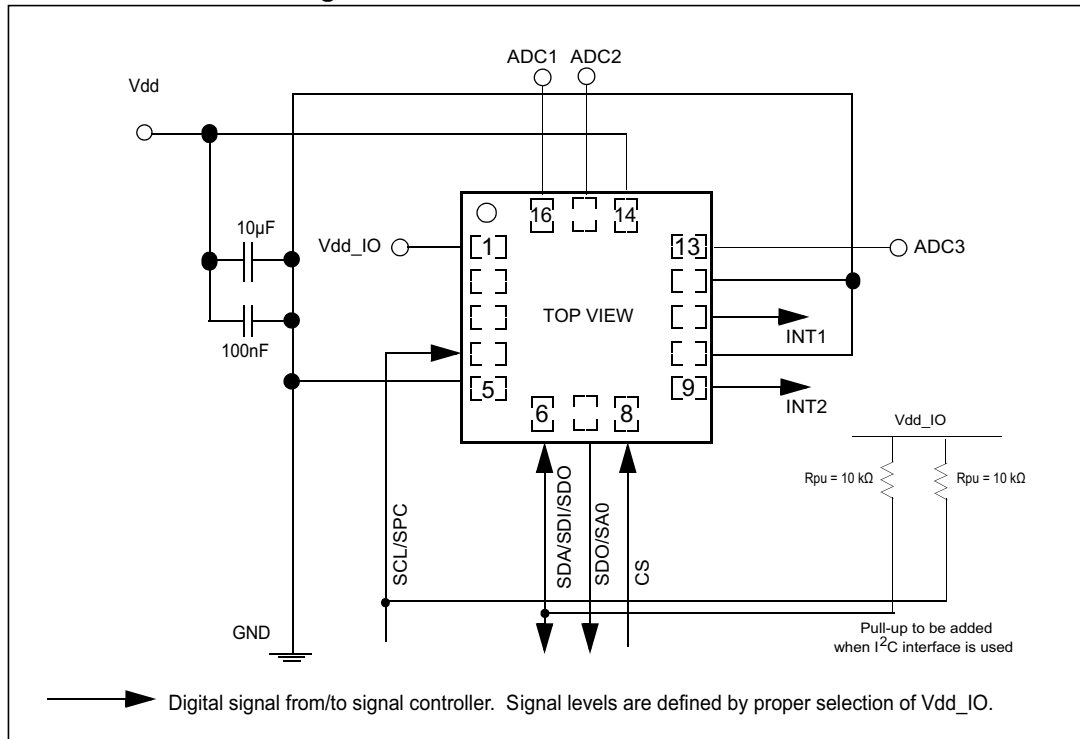 ADC1 ADC2
Vdd
16
14
10µF
Vdd_IO
1
13
ADC3
TOP VIEW
INT1
100nF
5
9
INT2
6
8
Vdd_IO
Rpu = 10 kΩ
Rpu = 10 kΩ
SCL/SPC
SDA/SDI/SDO
SDO/SA0
CS
GND
Pull-up to be added
when I²C interface is used
Digital signal from/to signal controller. Signal levels are defined by proper selection of Vdd_IO.